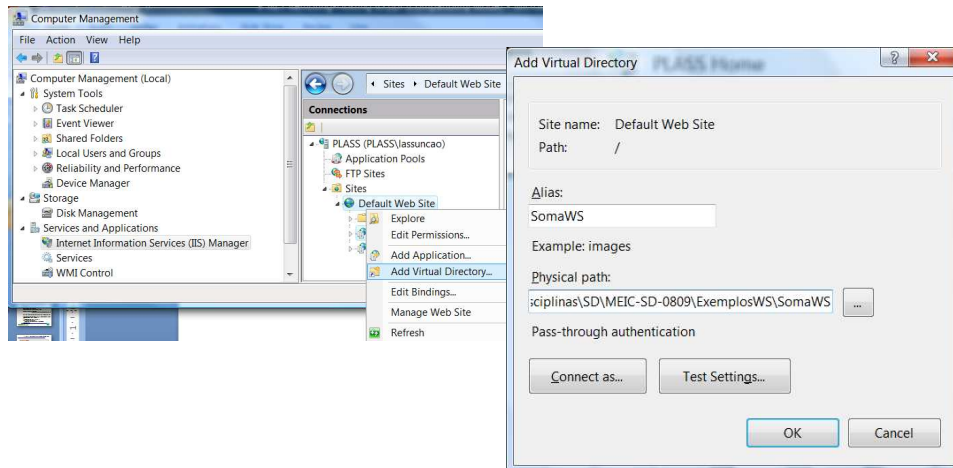 Computer Management
File Action View Help
Computer Management (Local)
System Tools
Task Scheduler
Event Viewer
Shared Folders
Local Users and Groups
Reliability and Performance
Device Manager
Storage
Disk Management
Services and Applications
Internet Information Services (IIS) Manager
Services
WMI Control
Sites Default Web Site
Connections
PLASS (PLASS\lassuncao)
Application Pools
FTP Sites
Sites
Default Web Site
Explore
Edit Permissions...
Add Application...
Add Virtual Directory...
Edit Bindings...
Manage Web Site
Refresh
Add Virtual Directory
PLASS Home
Site name: Default Web Site
Path: /
Alias:
SomaWS
Example: images
Physical path:
sciplinas\SD\MEIC-SD-0809\ExemplosWS\SomaWS
...
Pass-through authentication
Connect as...
Test Settings...
OK
Cancel